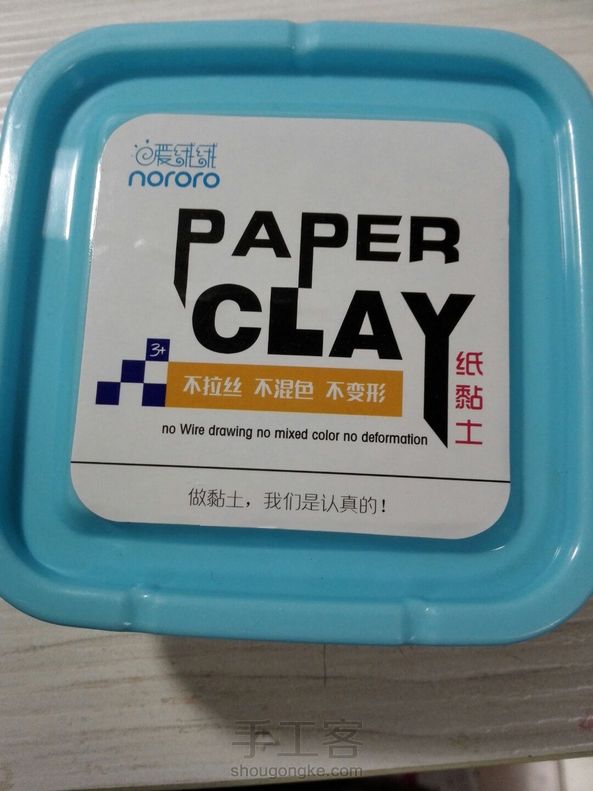 爱绒绒
nororo
PAPER
CLAY
纸黏土
3+
不拉丝 不混色 不变形
no Wire drawing no mixed color no deformation
做黏土，我们是认真的！
手工客
shougongke.com